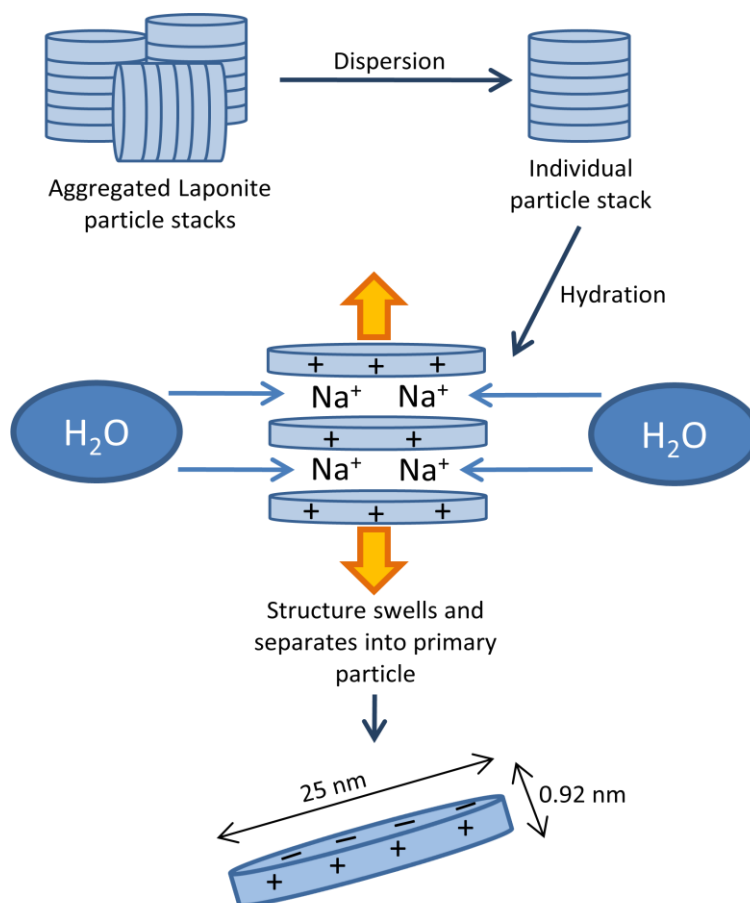 Dispersion
Aggregated Laponite
particle stacks
Individual
particle stack
Hydration
+ + +
Na⁺ Na⁺
H₂O
+ +
H₂O
Na⁺ Na⁺
+ + +
Structure swells and
separates into primary
particle
25 nm
0.92 nm
− − − −
+ + + +